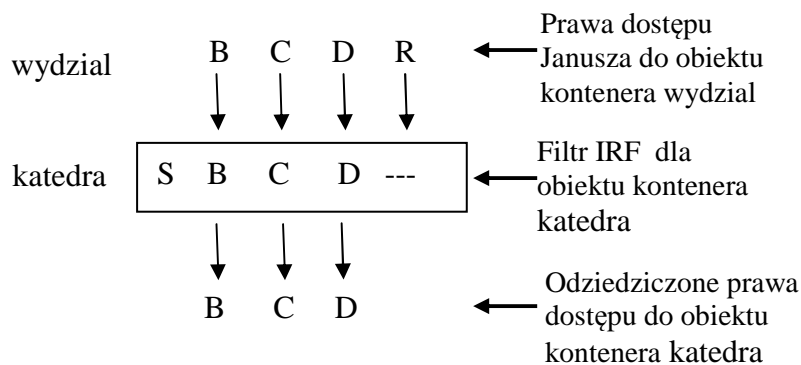 wydzial B C D R Prawa dostępu
Janusza do obiektu
kontenera wydzial
katedra S B C D --- Filtr IRF dla
obiektu kontenera
katedra
B C D Odziedziczone prawa
dostępu do obiektu
kontenera katedra